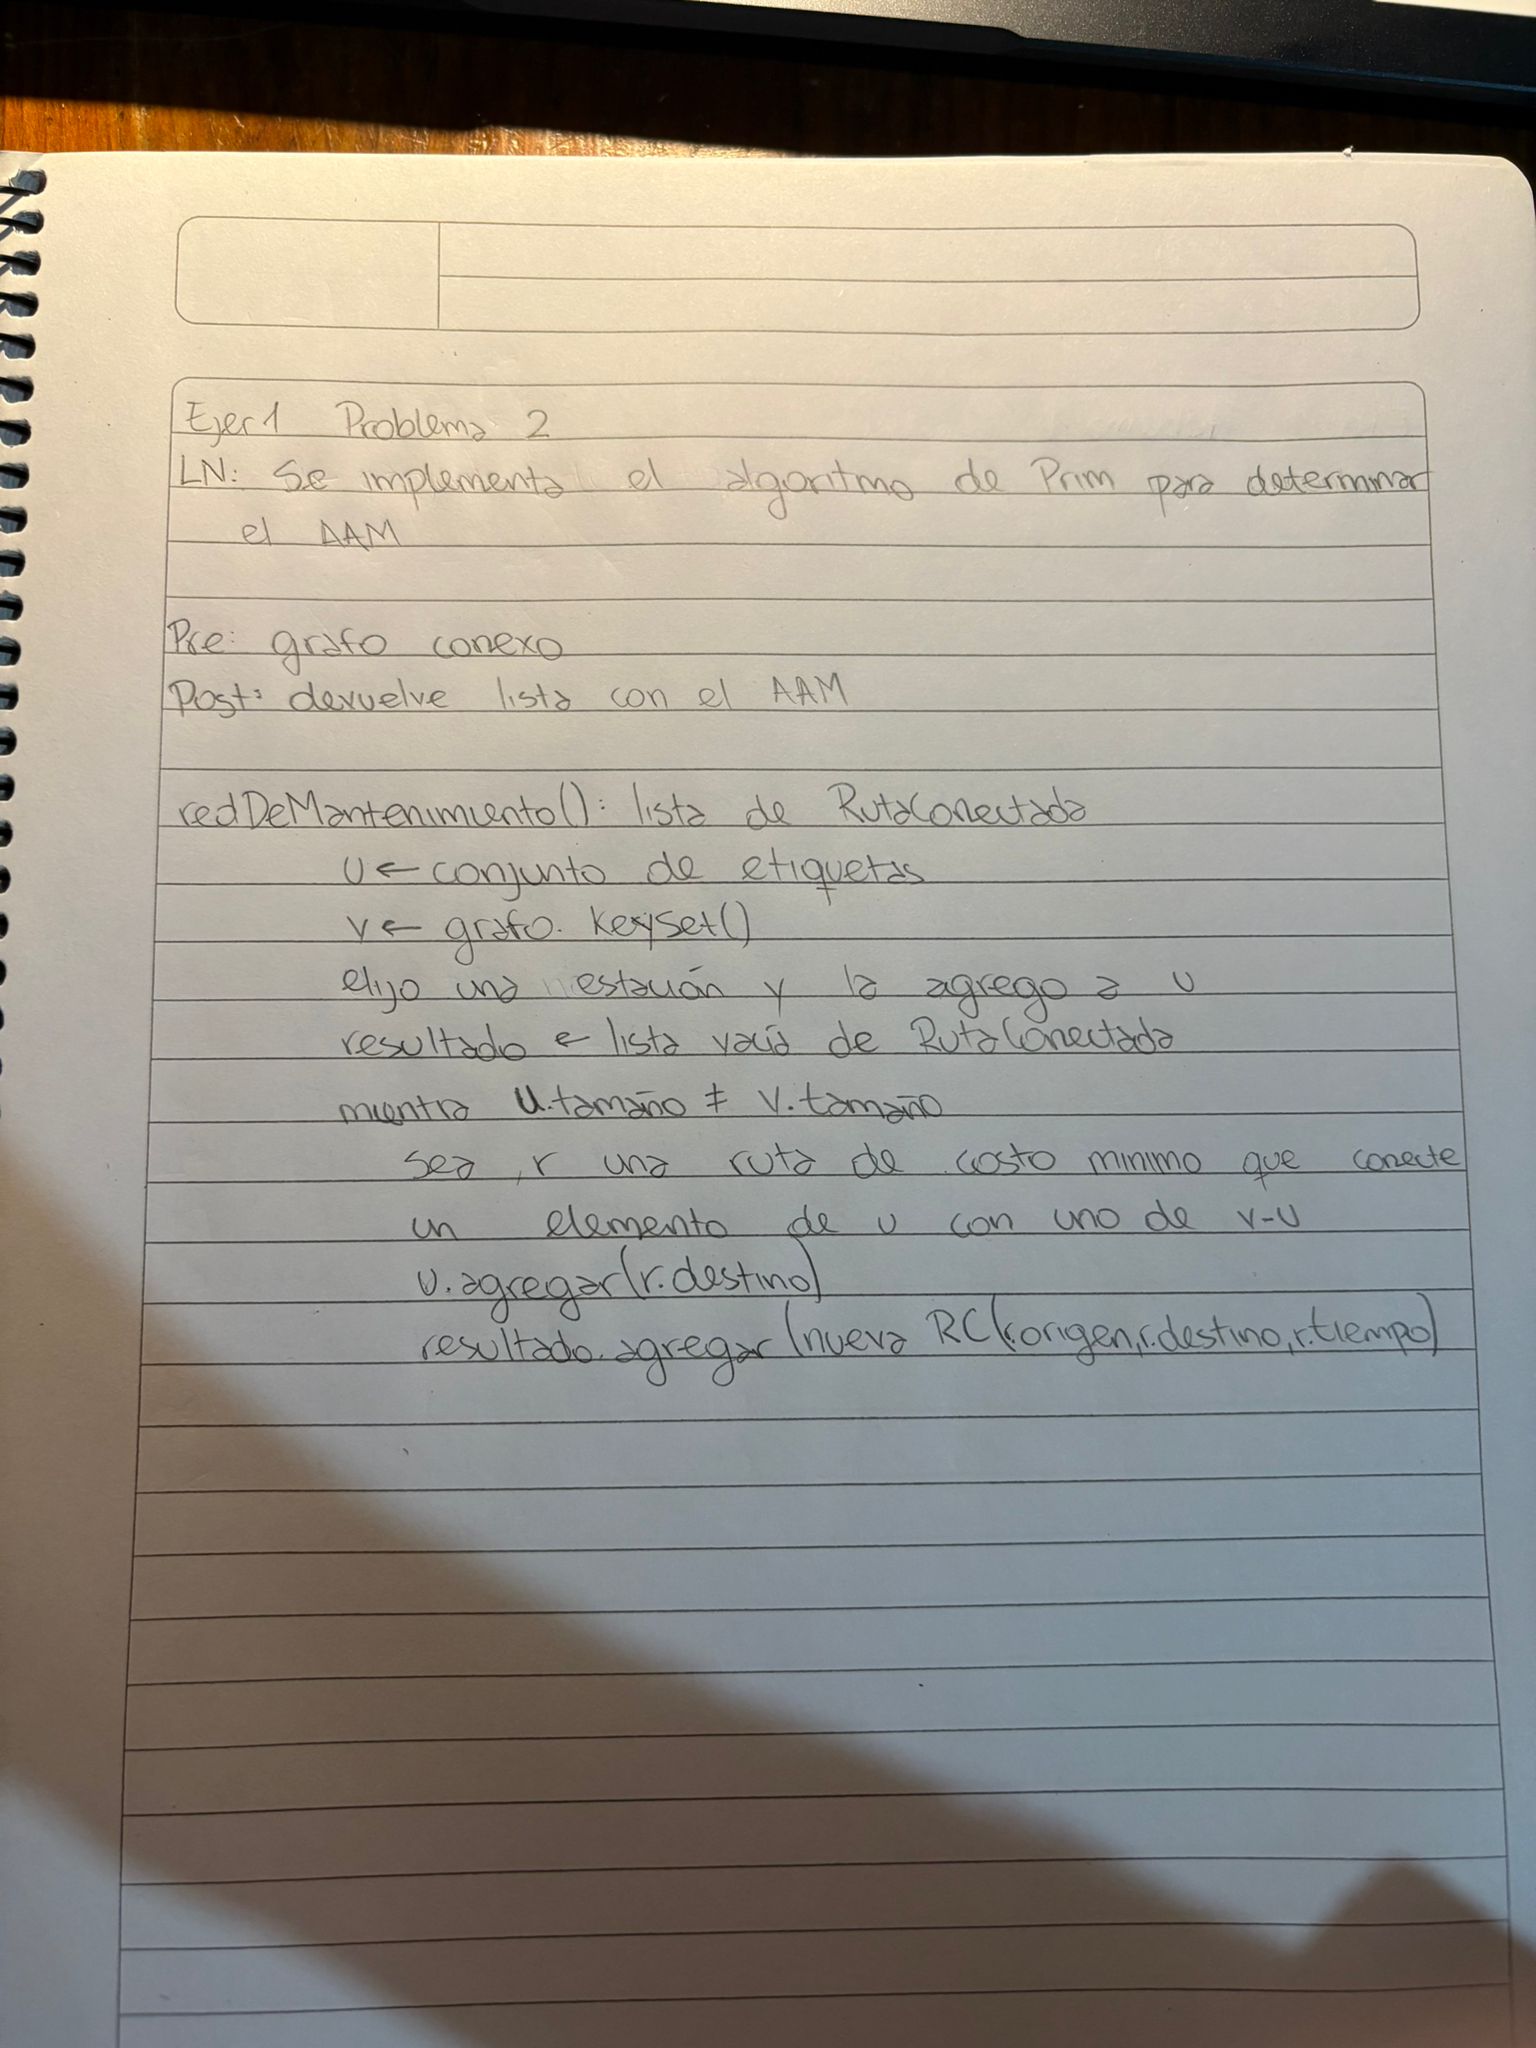 Ejer1 Problema 2
LN: Se implementa el algoritmo de Prim para determinar
el AAM
Pre: grafo conexo
Post: devuelve lista con el AAM
redDeMantenimiento(): lista de RutaConectada
U ← conjunto de etiquetas
V ← grafo. Keyset()
elijo una estación y la agrego a U
resultado ← lista vacía de RutaConectada
mientra U.tamaño ≠ V.tamaño
sea r una ruta de costo minimo que conecte
un elemento de U con uno de V-U
U.agregar(r.destino)
resultado.agregar(nueva RC(r.origen,r.destino,r.tiempo)